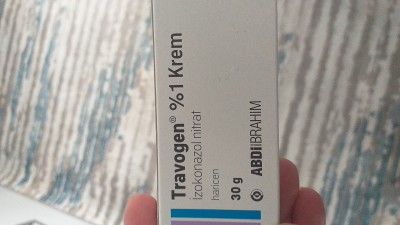 Travogen® %1 Krem
İzokonazol nitrat
haricen
30 g
ABDİİBRAHİM